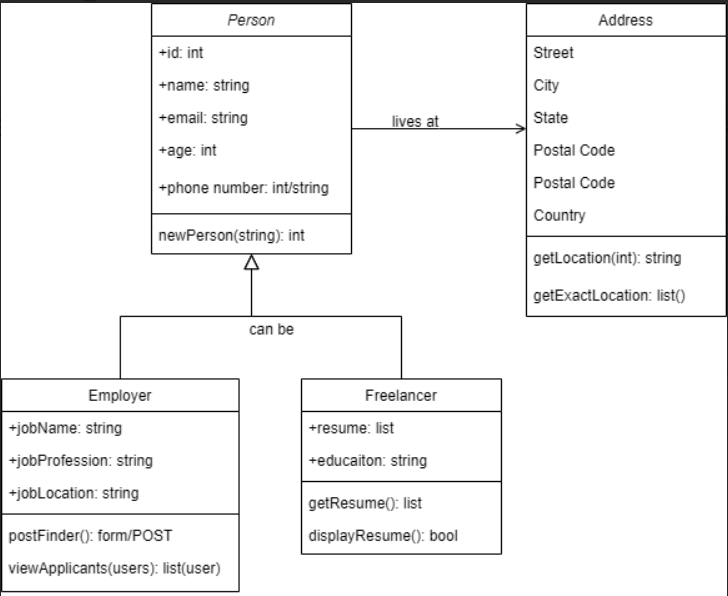 Person
+id: int
+name: string
+email: string
+age: int
+phone number: int/string
newPerson(string): int
lives at
Address
Street
City
State
Postal Code
Postal Code
Country
getLocation(int): string
getExactLocation: list()
can be
Employer
+jobName: string
+jobProfession: string
+jobLocation: string
postFinder(): form/POST
viewApplicants(users): list(user)
Freelancer
+resume: list
+educaiton: string
getResume(): list
displayResume(): bool